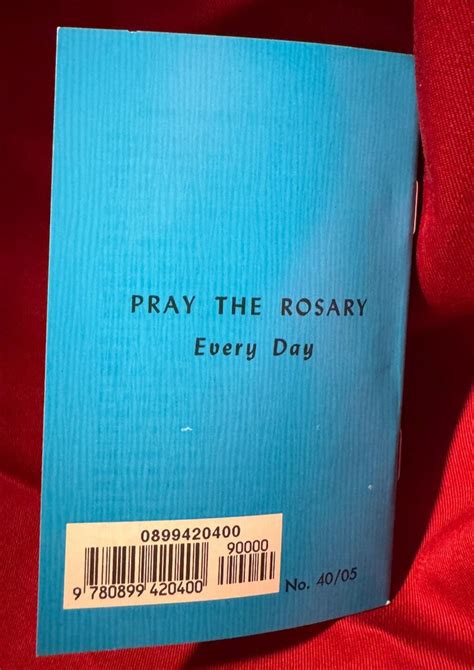 PRAY THE ROSARY
Every Day
0899420400
90000
9 780899 420400
No. 40/05